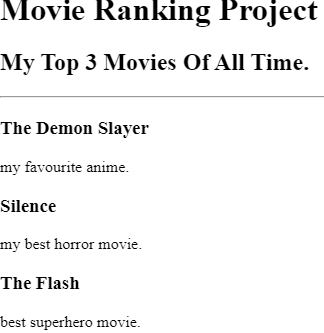 Movie Ranking Project
My Top 3 Movies Of All Time.
The Demon Slayer
my favourite anime.
Silence
my best horror movie.
The Flash
best superhero movie.